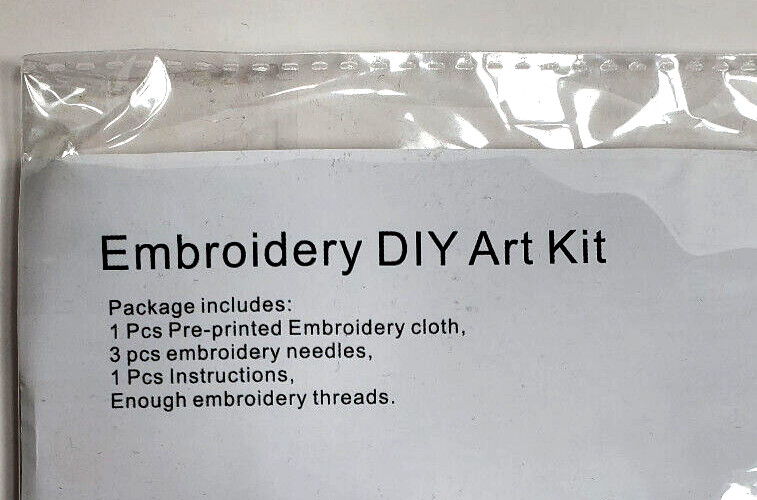 Embroidery DIY Art Kit
Package includes:
1 Pcs Pre-printed Embroidery cloth,
3 pcs embroidery needles,
1 Pcs Instructions,
Enough embroidery threads.